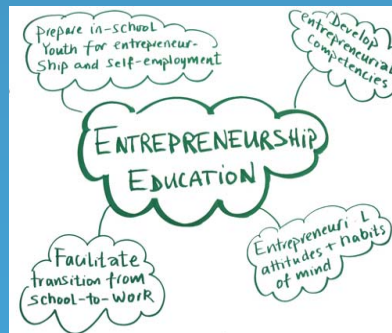 Prepare in-school
Youth for entrepreneur-
ship and self-employment
Develop
entrepreneurial
competencies
ENTREPRENEURSHIP
EDUCATION
Facilitate
transition from
school-to-work
Entrepreneuri L
attitudes + habits
of mind